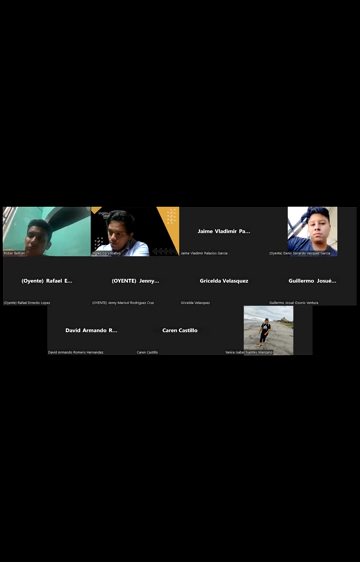 Jaime Vladimir Pa...
Jaime Vladimir Palacios Garcia
(Oyente) Rafael E...
(OYENTE) Jenny...
Gricelda Velasquez
Guillermo Josué...
(Oyente) Rafael Ernesto Lopez
(OYENTE) Jenny Marisol Rodriguez Cruz
Gricelda Velasquez
Guillermo Josué Osorio Ventura
David Armando R...
Caren Castillo
David Armando Romero Hernandez
Caren Castillo